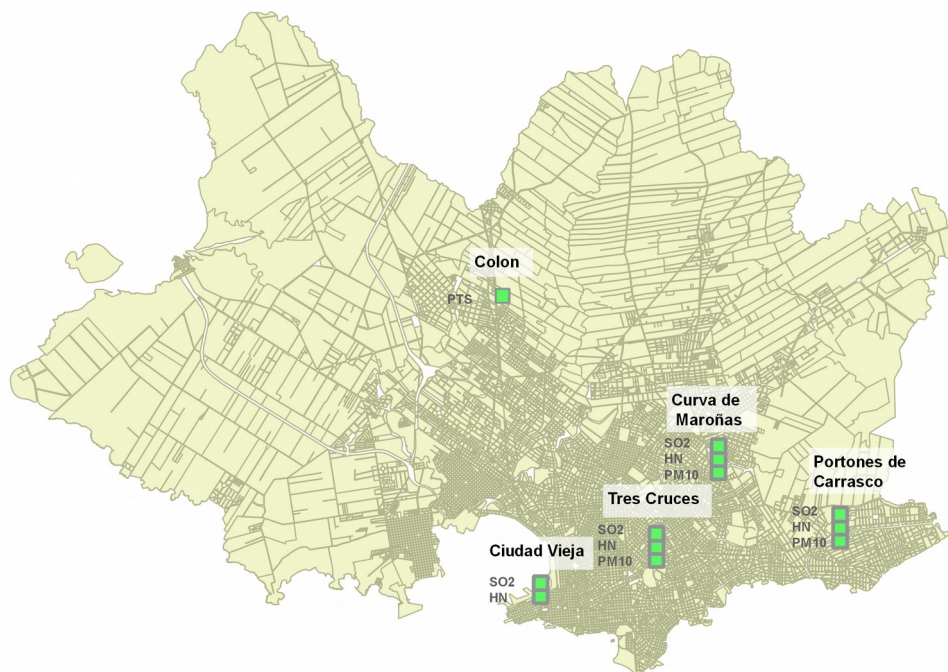 Colon
PTS
Curva de
Maroñas
SO2
HN
PM10
Portones de
Carrasco
SO2
HN
PM10
Tres Cruces
SO2
HN
PM10
Ciudad Vieja
SO2
HN